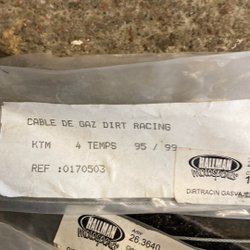 CABLE DE GAZ DIRT RACING
KTM 4 TEMPS 95 / 99
REF :0170503
HALLMAN
DIRTRACIN GASVA
HALLMAN
26.3640